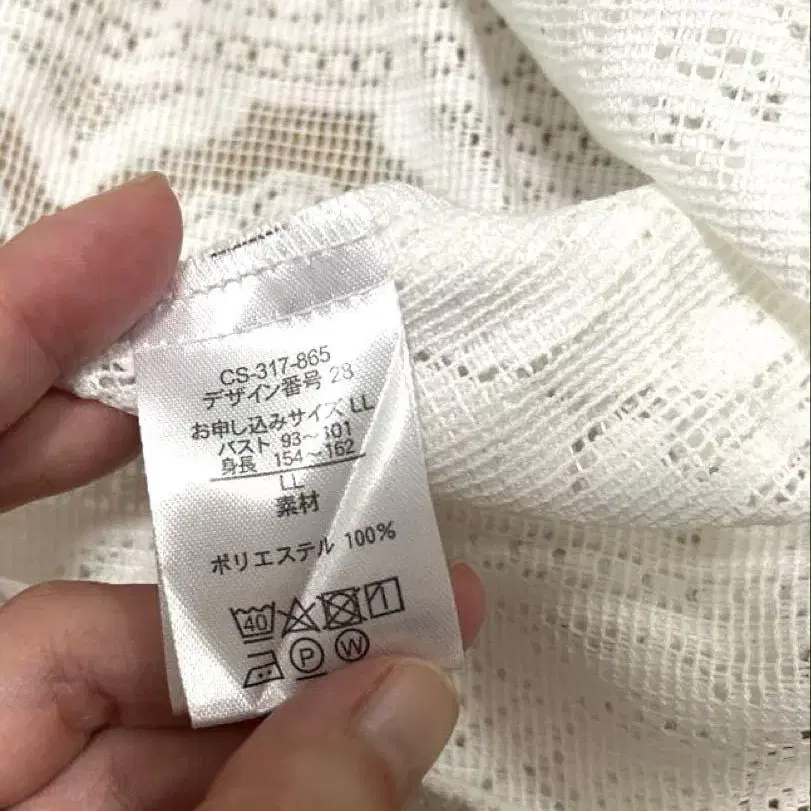 CS-317-865
デザイン番号 28
お申し込みサイズ LL
バスト 93～101
身長 154～162
LL
素材
ポリエステル 100%
40
P W